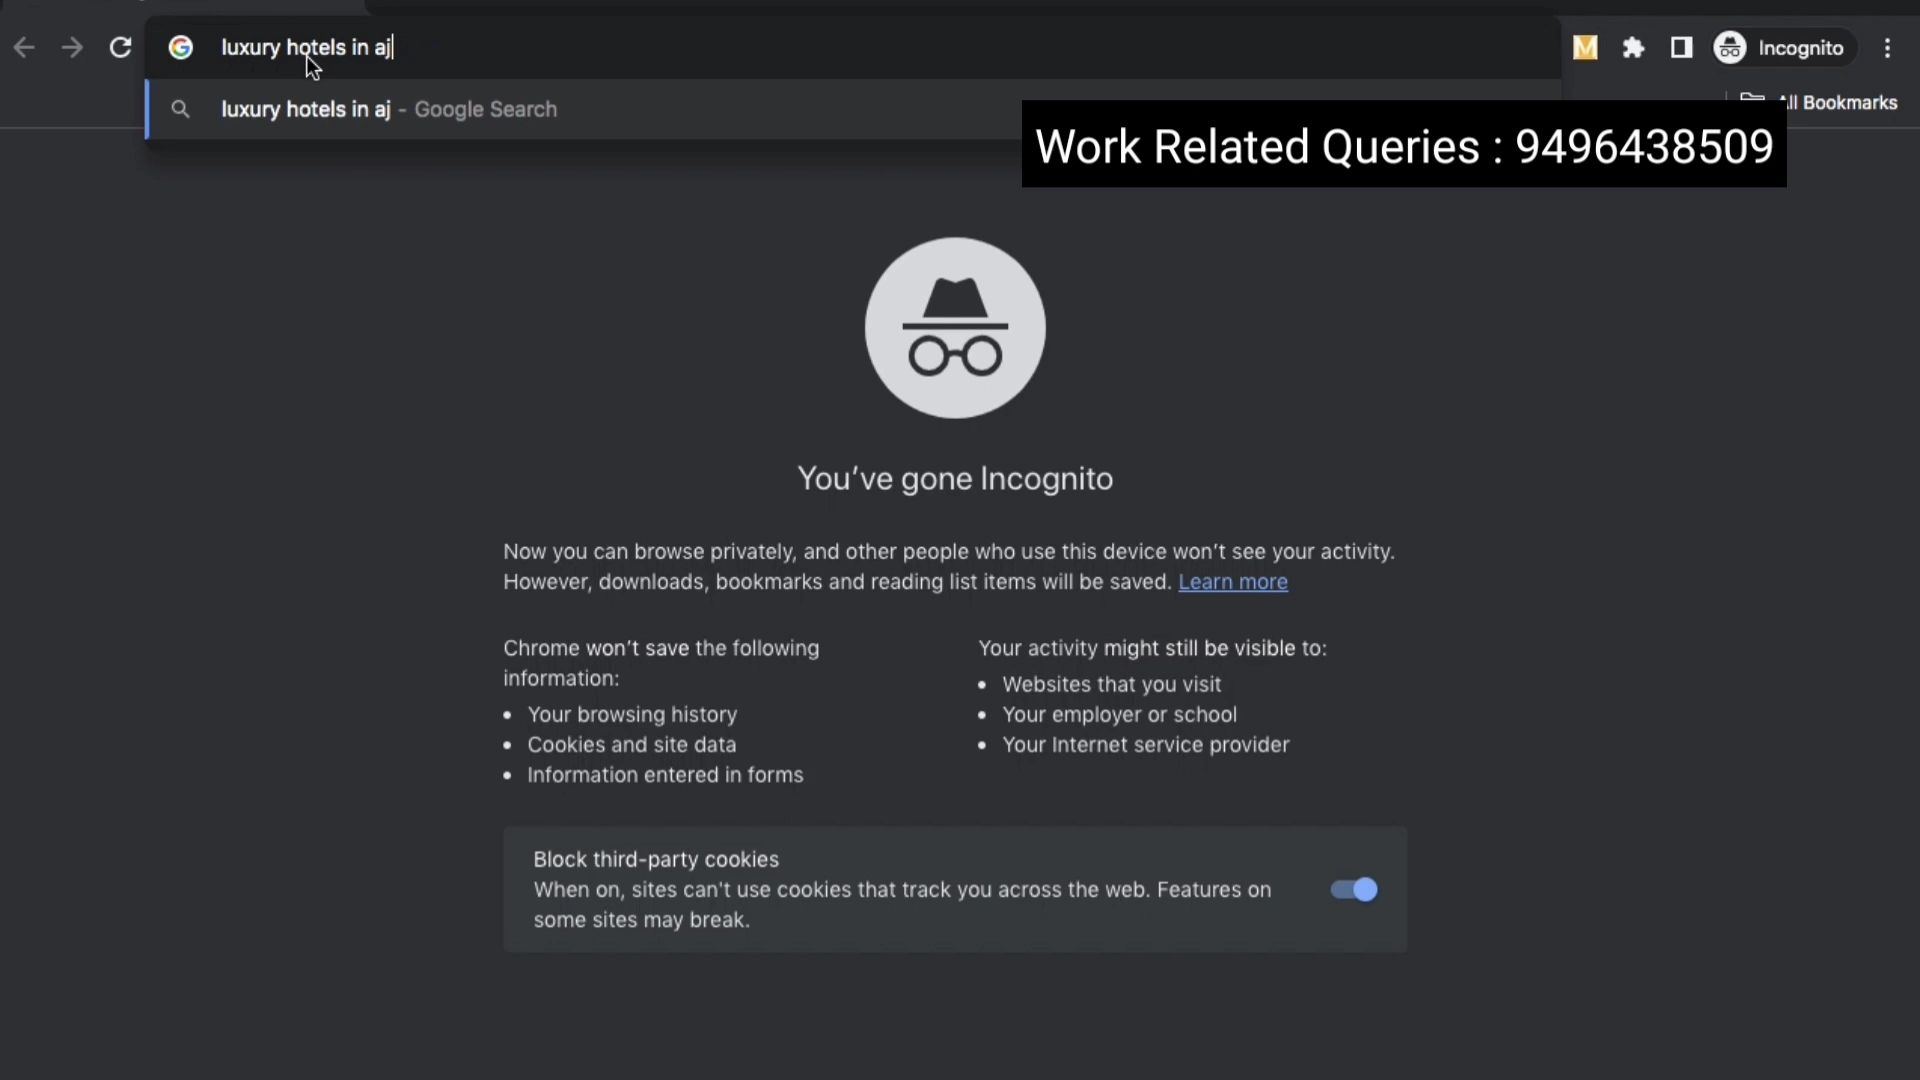 luxury hotels in aj
Incognito
luxury hotels in aj - Google Search
All Bookmarks
Work Related Queries : 9496438509
You've gone Incognito
Now you can browse privately, and other people who use this device won't see your activity.
However, downloads, bookmarks and reading list items will be saved. Learn more
Chrome won't save the following
information:
• Your browsing history
• Cookies and site data
• Information entered in forms
Your activity might still be visible to:
• Websites that you visit
• Your employer or school
• Your Internet service provider
Block third-party cookies
When on, sites can't use cookies that track you across the web. Features on
some sites may break.